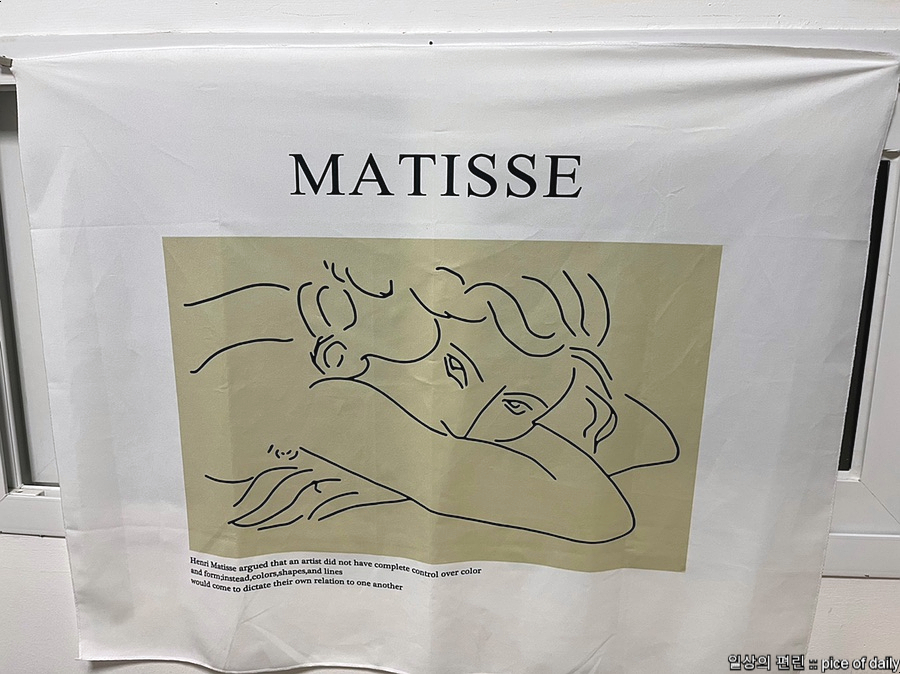 MATISSE
Henri Matisse argued that an artist did not have complete control over color
and form;instead,colors,shapes,and lines
would come to dictate their own relation to one another
일상의 편린 :: pice of daily